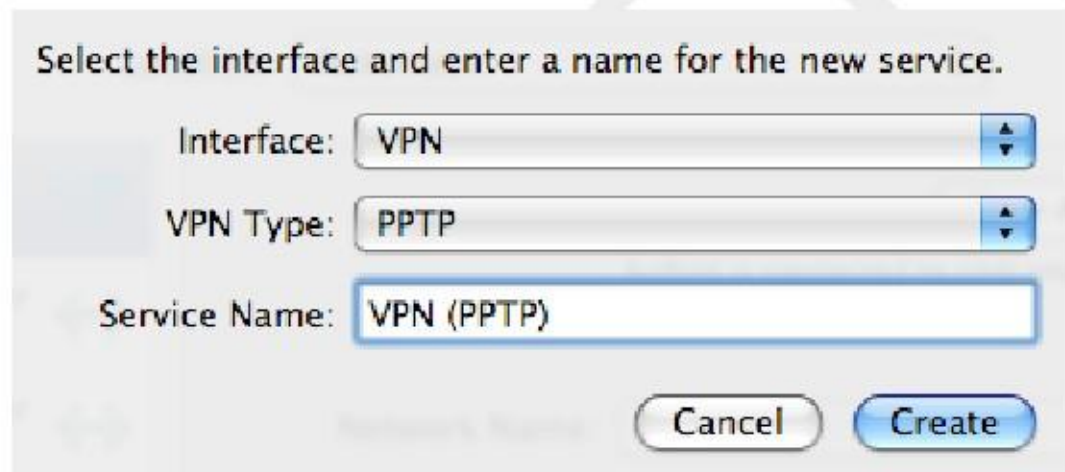 Select the interface and enter a name for the new service.
Interface: VPN
VPN Type: PPTP
Service Name: VPN (PPTP)
Cancel Create